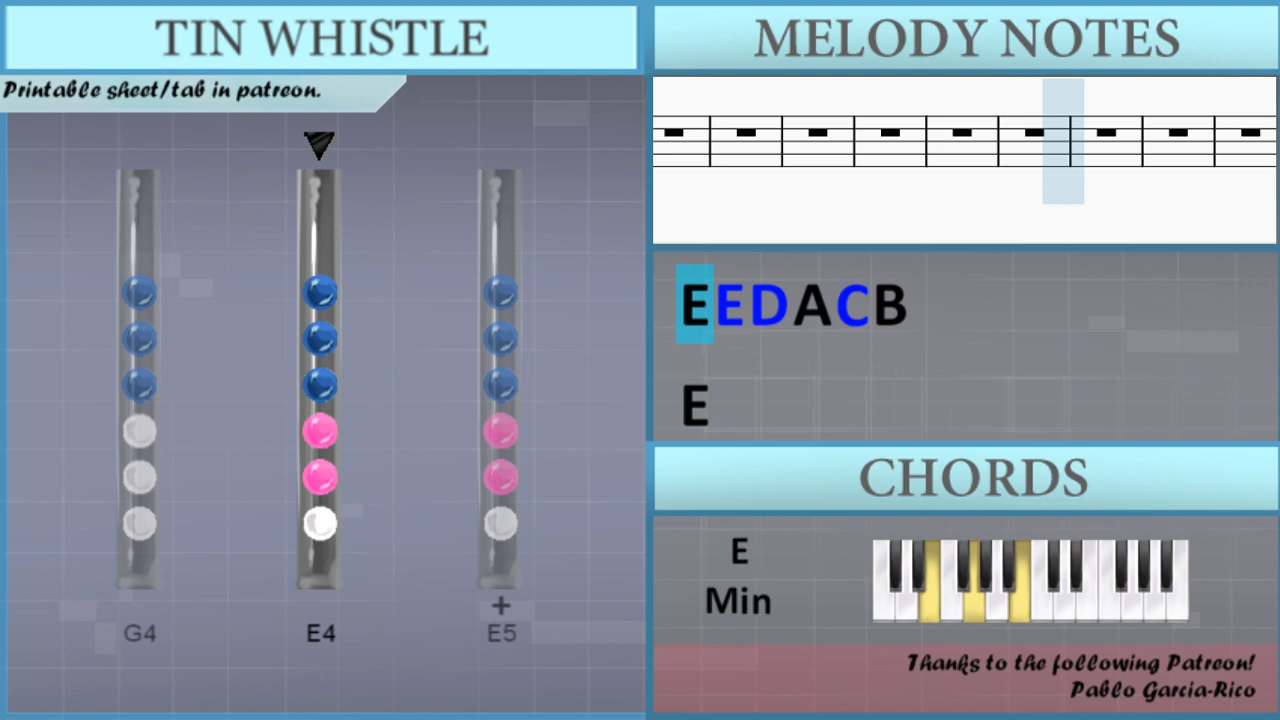 TIN WHISTLE
Printable sheet/tab in patreon.
G4
E4
+
E5
MELODY NOTES
EEDACB
E
CHORDS
E
Min
Thanks to the following Patreon!
Pablo Garcia-Rico